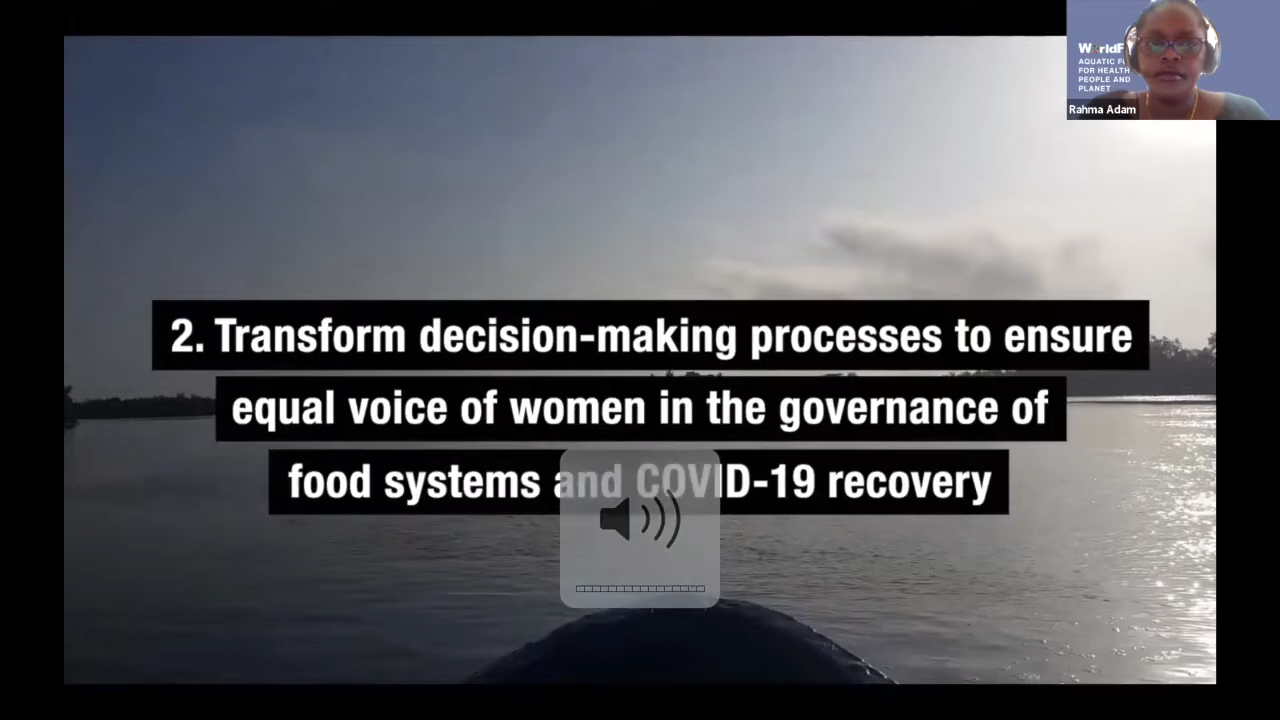 WorldF
AQUATIC F
FOR HEALTH
PEOPLE AND
PLANET
Rahma Adam
2. Transform decision-making processes to ensure
equal voice of women in the governance of
food systems and COVID-19 recovery